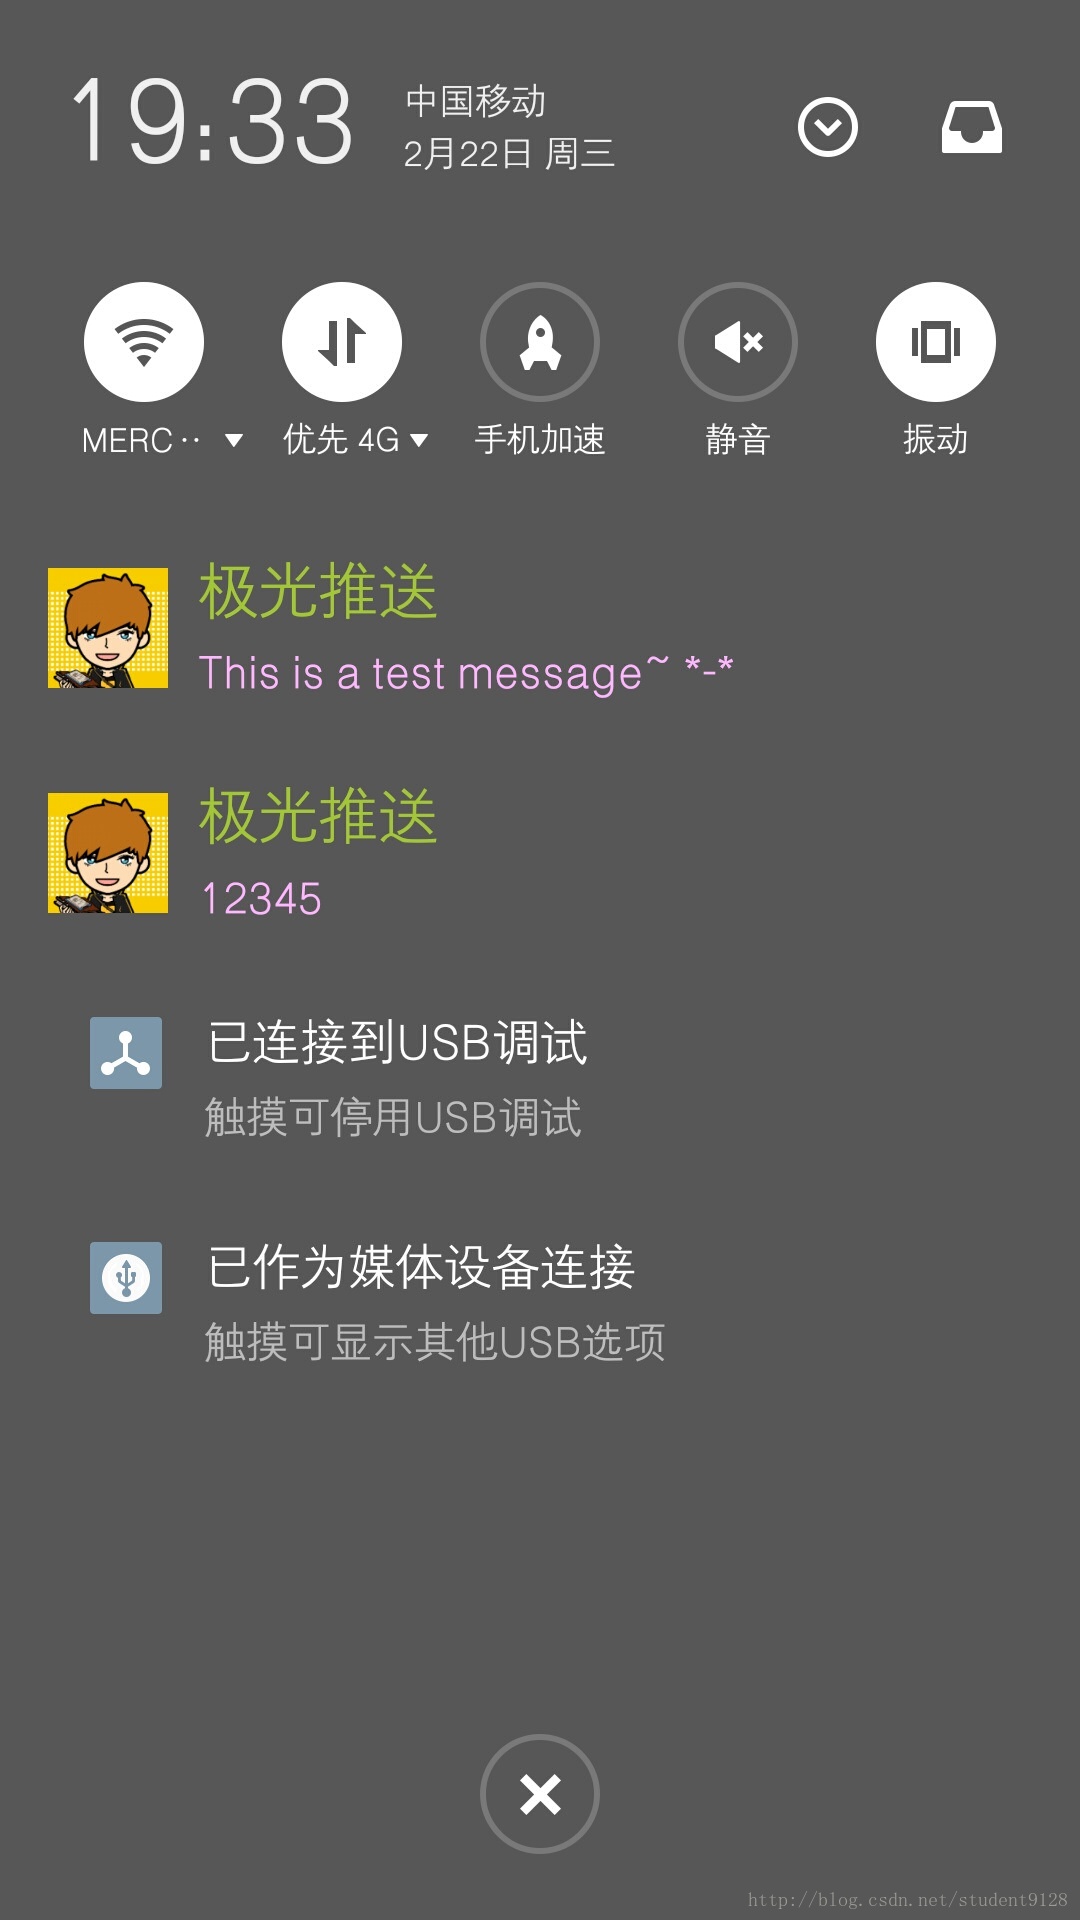 19:33
中国移动
2月22日 周三
MERC··
优先 4G
手机加速
静音
振动
极光推送
This is a test message~ *-*
极光推送
12345
已连接到USB调试
触摸可停用USB调试
已作为媒体设备连接
触摸可显示其他USB选项
http://blog.csdn.net/student9128